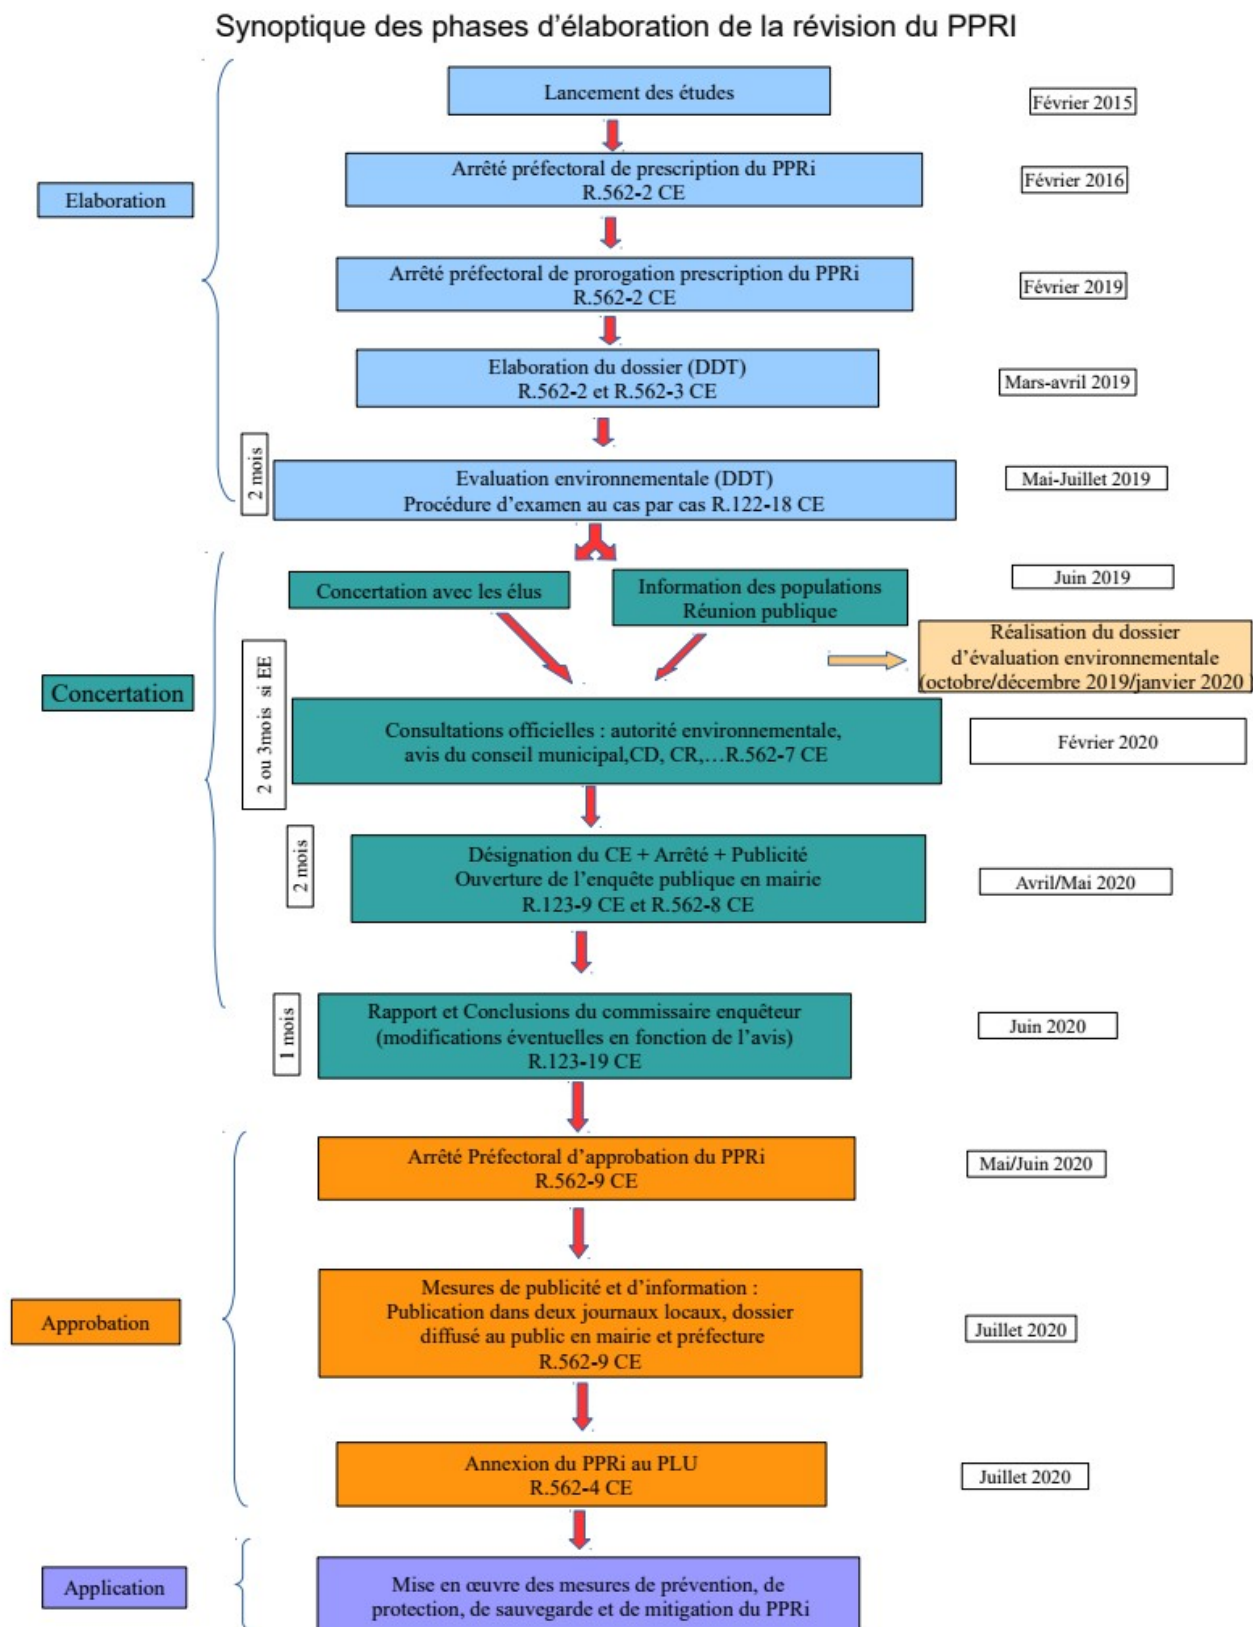 Synoptique des phases d'élaboration de la révision du PPRI
Lancement des études
Février 2015
Arrêté préfectoral de prescription du PPRi
R.562-2 CE
Février 2016
Elaboration
Arrêté préfectoral de prorogation prescription du PPRi
R.562-2 CE
Février 2019
Elaboration du dossier (DDT)
R.562-2 et R.562-3 CE
Mars-avril 2019
2 mois
Evaluation environnementale (DDT)
Procédure d'examen au cas par cas R.122-18 CE
Mai-Juillet 2019
Concertation avec les élus
Information des populations
Réunion publique
Juin 2019
Réalisation du dossier
d'évaluation environnementale
(octobre/décembre 2019/janvier 2020 )
Concertation
2 ou 3mois si EE
Consultations officielles : autorité environnementale,
avis du conseil municipal,CD, CR,…R.562-7 CE
Février 2020
2 mois
Désignation du CE + Arrêté + Publicité
Ouverture de l'enquête publique en mairie
R.123-9 CE et R.562-8 CE
Avril/Mai 2020
1 mois
Rapport et Conclusions du commissaire enquêteur
(modifications éventuelles en fonction de l'avis)
R.123-19 CE
Juin 2020
Arrêté Préfectoral d'approbation du PPRi
R.562-9 CE
Mai/Juin 2020
Approbation
Mesures de publicité et d'information :
Publication dans deux journaux locaux, dossier
diffusé au public en mairie et préfecture
R.562-9 CE
Juillet 2020
Annexion du PPRi au PLU
R.562-4 CE
Juillet 2020
Application
Mise en œuvre des mesures de prévention, de
protection, de sauvegarde et de mitigation du PPRi